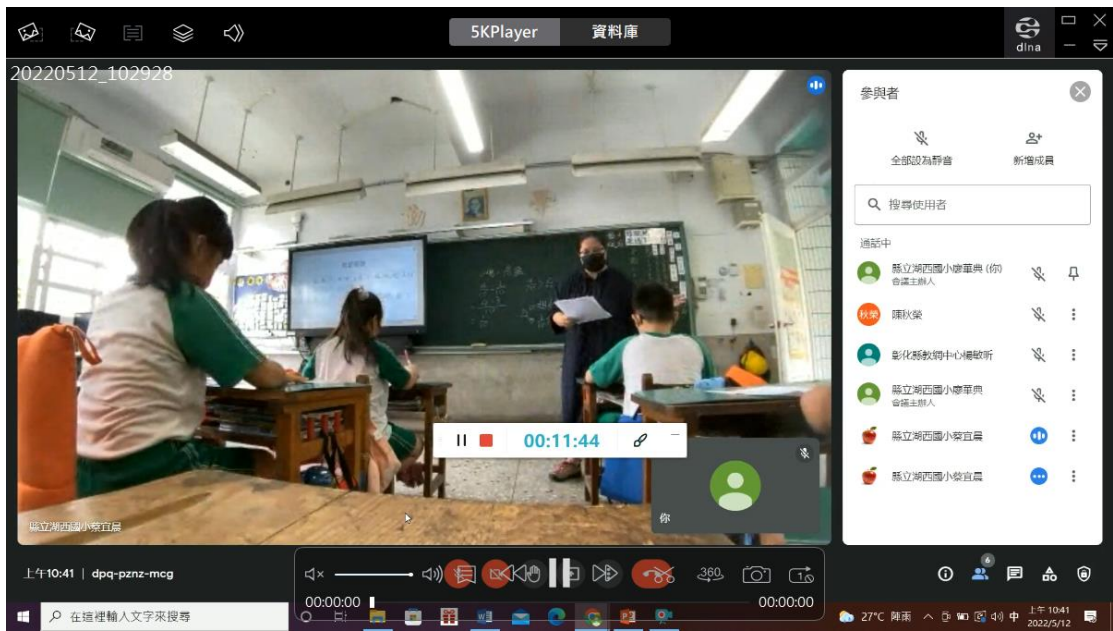 5KPlayer
資料庫
dlna
20220512_102928
參與者
全部設為靜音
新增成員
搜尋使用者
通話中
縣立湖西國小廖華典 (你)
會議主辦人
秋榮
陳秋榮
彰化縣教網中心楊敏昕
縣立湖西國小廖華典
會議主辦人
縣立湖西國小蔡宜晨
縣立湖西國小蔡宜晨
00:11:44
你
縣立湖西國小蔡宜晨
上午10:41 | dpq-pznz-mcg
360
6
00:00:00
00:00:00
在這裡輸入文字來搜尋
27°C 陣雨
中
上午 10:41
2022/5/12